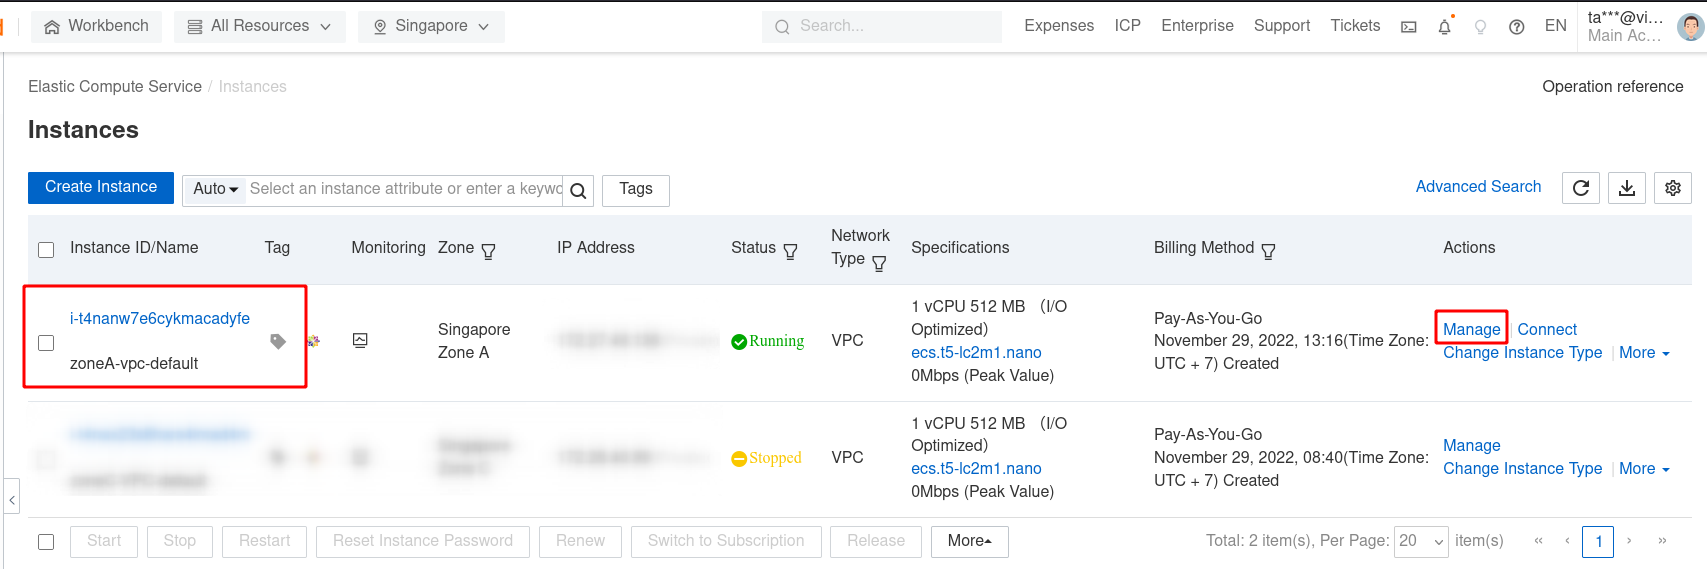 Workbench
All Resources
Singapore
Search...
Expenses
ICP
Enterprise
Support
Tickets
EN
ta***@vi...
Main Ac...
Elastic Compute Service / Instances
Operation reference
Instances
Create Instance
Auto
Select an instance attribute or enter a keywo
Tags
Advanced Search
Instance ID/Name
Tag
Monitoring
Zone
IP Address
Status
Network
Type
Specifications
Billing Method
Actions
i-t4nanw7e6cykmacadyfe
zoneA-vpc-default
Singapore
Zone A
Running
VPC
1 vCPU 512 MB （I/O
Optimized）
ecs.t5-lc2m1.nano
0Mbps (Peak Value)
Pay-As-You-Go
November 29, 2022, 13:16(Time Zone:
UTC + 7) Created
Manage | Connect
Change Instance Type | More
Stopped
VPC
1 vCPU 512 MB （I/O
Optimized）
ecs.t5-lc2m1.nano
0Mbps (Peak Value)
Pay-As-You-Go
November 29, 2022, 08:40(Time Zone:
UTC + 7) Created
Manage
Change Instance Type | More
Start
Stop
Restart
Reset Instance Password
Renew
Switch to Subscription
Release
More
Total: 2 item(s), Per Page: 20 item(s) « ‹ 1 › »